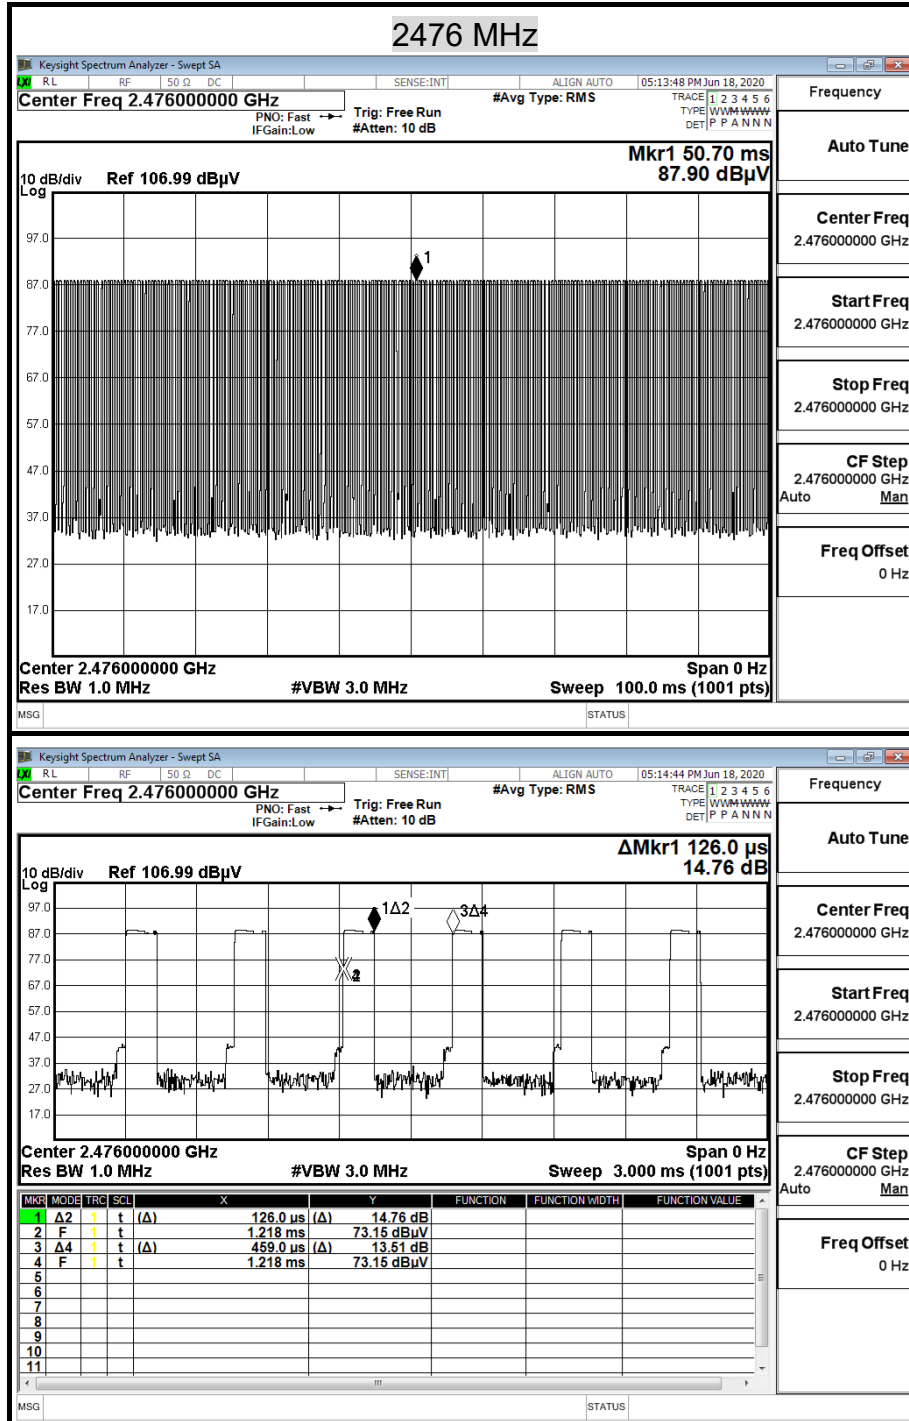 2476 MHz
Keysight Spectrum Analyzer - Swept SA
LXI RL RF 50 Ω DC SENSE:INT ALIGN AUTO 05:13:48 PM Jun 18, 2020
Center Freq 2.476000000 GHz
PNO: Fast
IFGain:Low
Trig: Free Run
#Atten: 10 dB
#Avg Type: RMS
TRACE 1 2 3 4 5 6
TYPE WWMWWWW
DET P P A N N N
Mkr1 50.70 ms
87.90 dBµV
10 dB/div Ref 106.99 dBµV
Log
1
97.0
87.0
77.0
67.0
57.0
47.0
37.0
27.0
17.0
Center 2.476000000 GHz Span 0 Hz
Res BW 1.0 MHz #VBW 3.0 MHz Sweep 100.0 ms (1001 pts)
MSG STATUS
Frequency
Auto Tune
Center Freq
2.476000000 GHz
Start Freq
2.476000000 GHz
Stop Freq
2.476000000 GHz
CF Step
2.476000000 GHz
Auto Man
Freq Offset
0 Hz
Keysight Spectrum Analyzer - Swept SA
LXI RL RF 50 Ω DC SENSE:INT ALIGN AUTO 05:14:44 PM Jun 18, 2020
Center Freq 2.476000000 GHz
PNO: Fast
IFGain:Low
Trig: Free Run
#Atten: 10 dB
#Avg Type: RMS
TRACE 1 2 3 4 5 6
TYPE WWMWWWW
DET P P A N N N
ΔMkr1 126.0 µs
14.76 dB
10 dB/div Ref 106.99 dBµV
Log
1Δ2 3Δ4
97.0
87.0
77.0
67.0
57.0
47.0
37.0
27.0
17.0
Center 2.476000000 GHz Span 0 Hz
Res BW 1.0 MHz #VBW 3.0 MHz Sweep 3.000 ms (1001 pts)
MKR MODE TRC SCL X Y FUNCTION FUNCTION WIDTH FUNCTION VALUE
1 Δ2 1 t (Δ) 126.0 µs (Δ) 14.76 dB
2 F 1 t 1.218 ms 73.15 dBµV
3 Δ4 1 t (Δ) 459.0 µs (Δ) 13.51 dB
4 F 1 t 1.218 ms 73.15 dBµV
5
6
7
8
9
10
11
MSG STATUS
Frequency
Auto Tune
Center Freq
2.476000000 GHz
Start Freq
2.476000000 GHz
Stop Freq
2.476000000 GHz
CF Step
2.476000000 GHz
Auto Man
Freq Offset
0 Hz